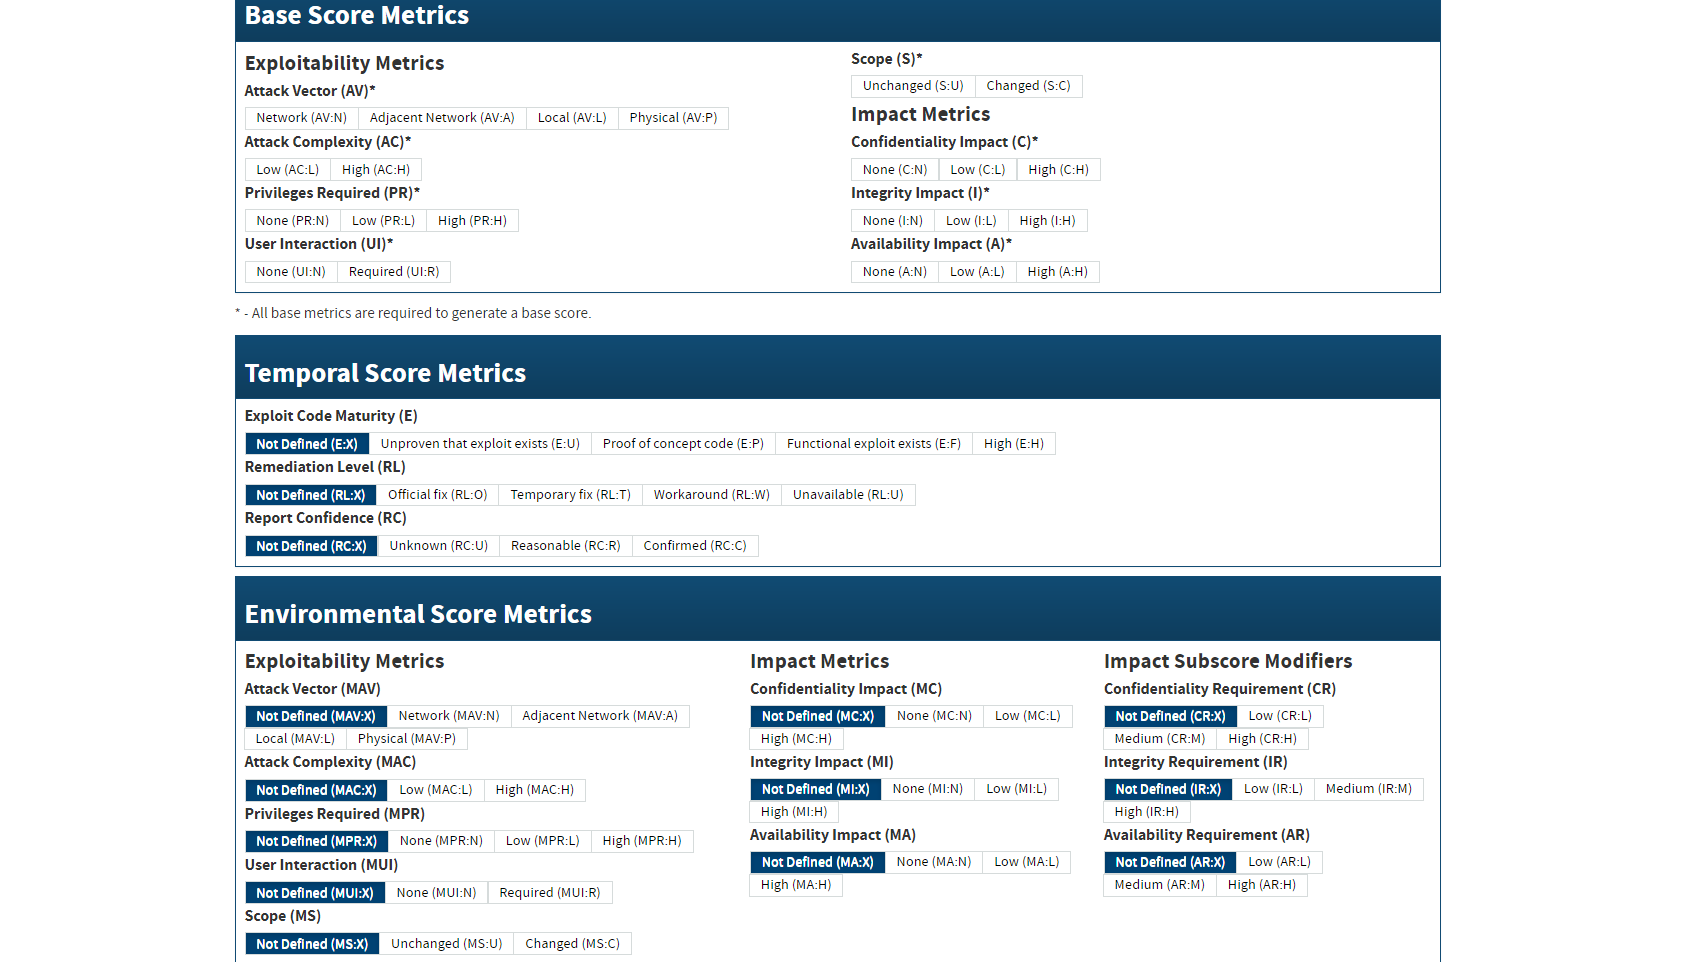 Base Score Metrics
Exploitability Metrics
Attack Vector (AV)*
Network (AV:N) Adjacent Network (AV:A) Local (AV:L) Physical (AV:P)
Attack Complexity (AC)*
Low (AC:L) High (AC:H)
Privileges Required (PR)*
None (PR:N) Low (PR:L) High (PR:H)
User Interaction (UI)*
None (UI:N) Required (UI:R)
Scope (S)*
Unchanged (S:U) Changed (S:C)
Impact Metrics
Confidentiality Impact (C)*
None (C:N) Low (C:L) High (C:H)
Integrity Impact (I)*
None (I:N) Low (I:L) High (I:H)
Availability Impact (A)*
None (A:N) Low (A:L) High (A:H)
* - All base metrics are required to generate a base score.
Temporal Score Metrics
Exploit Code Maturity (E)
Not Defined (E:X) Unproven that exploit exists (E:U) Proof of concept code (E:P) Functional exploit exists (E:F) High (E:H)
Remediation Level (RL)
Not Defined (RL:X) Official fix (RL:O) Temporary fix (RL:T) Workaround (RL:W) Unavailable (RL:U)
Report Confidence (RC)
Not Defined (RC:X) Unknown (RC:U) Reasonable (RC:R) Confirmed (RC:C)
Environmental Score Metrics
Exploitability Metrics
Attack Vector (MAV)
Not Defined (MAV:X) Network (MAV:N) Adjacent Network (MAV:A)
Local (MAV:L) Physical (MAV:P)
Attack Complexity (MAC)
Not Defined (MAC:X) Low (MAC:L) High (MAC:H)
Privileges Required (MPR)
Not Defined (MPR:X) None (MPR:N) Low (MPR:L) High (MPR:H)
User Interaction (MUI)
Not Defined (MUI:X) None (MUI:N) Required (MUI:R)
Scope (MS)
Not Defined (MS:X) Unchanged (MS:U) Changed (MS:C)
Impact Metrics
Confidentiality Impact (MC)
Not Defined (MC:X) None (MC:N) Low (MC:L)
High (MC:H)
Integrity Impact (MI)
Not Defined (MI:X) None (MI:N) Low (MI:L)
High (MI:H)
Availability Impact (MA)
Not Defined (MA:X) None (MA:N) Low (MA:L)
High (MA:H)
Impact Subscore Modifiers
Confidentiality Requirement (CR)
Not Defined (CR:X) Low (CR:L)
Medium (CR:M) High (CR:H)
Integrity Requirement (IR)
Not Defined (IR:X) Low (IR:L) Medium (IR:M)
High (IR:H)
Availability Requirement (AR)
Not Defined (AR:X) Low (AR:L)
Medium (AR:M) High (AR:H)